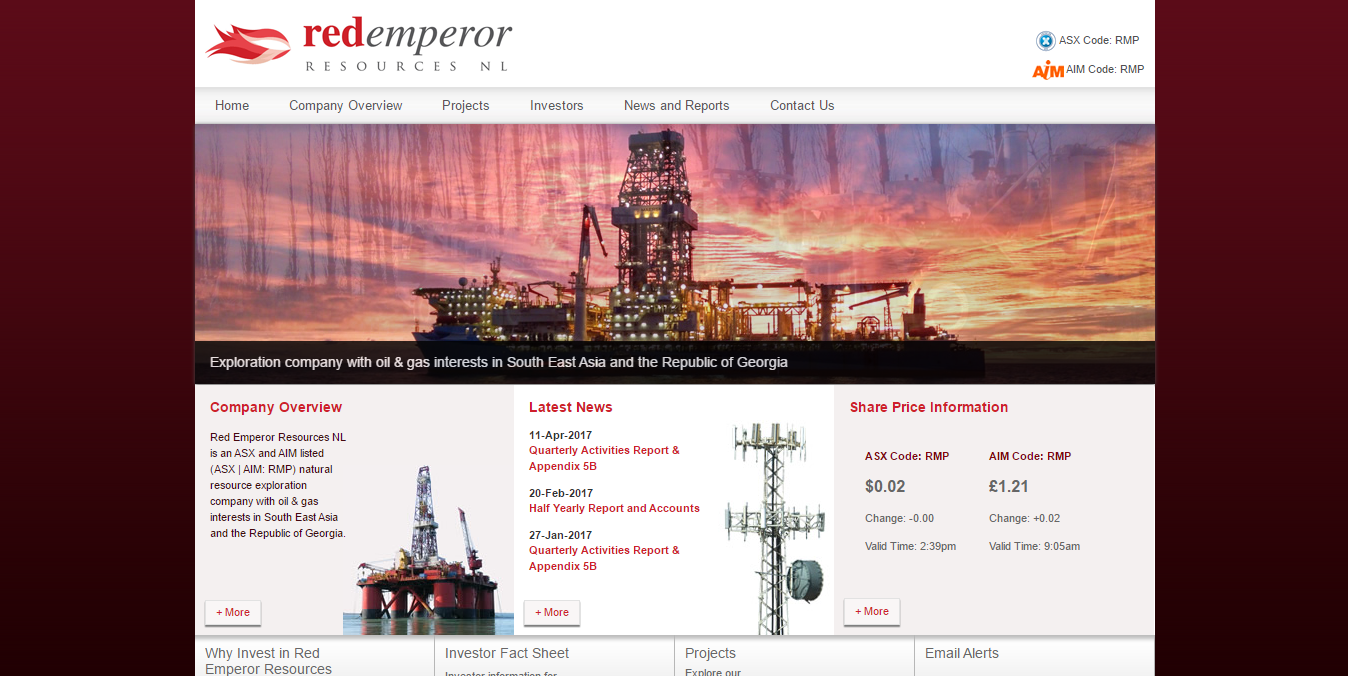 redemperor
RESOURCES NL
ASX Code: RMP
AIM AIM Code: RMP
Home Company Overview Projects Investors News and Reports Contact Us
Exploration company with oil & gas interests in South East Asia and the Republic of Georgia
Company Overview
Red Emperor Resources NL
is an ASX and AIM listed
(ASX | AIM: RMP) natural
resource exploration
company with oil & gas
interests in South East Asia
and the Republic of Georgia.
+ More
Latest News
11-Apr-2017
Quarterly Activities Report &
Appendix 5B
20-Feb-2017
Half Yearly Report and Accounts
27-Jan-2017
Quarterly Activities Report &
Appendix 5B
+ More
Share Price Information
ASX Code: RMP AIM Code: RMP
$0.02 £1.21
Change: -0.00 Change: +0.02
Valid Time: 2:39pm Valid Time: 9:05am
+ More
Why Invest in Red
Emperor Resources
Investor Fact Sheet
Investor information for
Projects
Explore our
Email Alerts